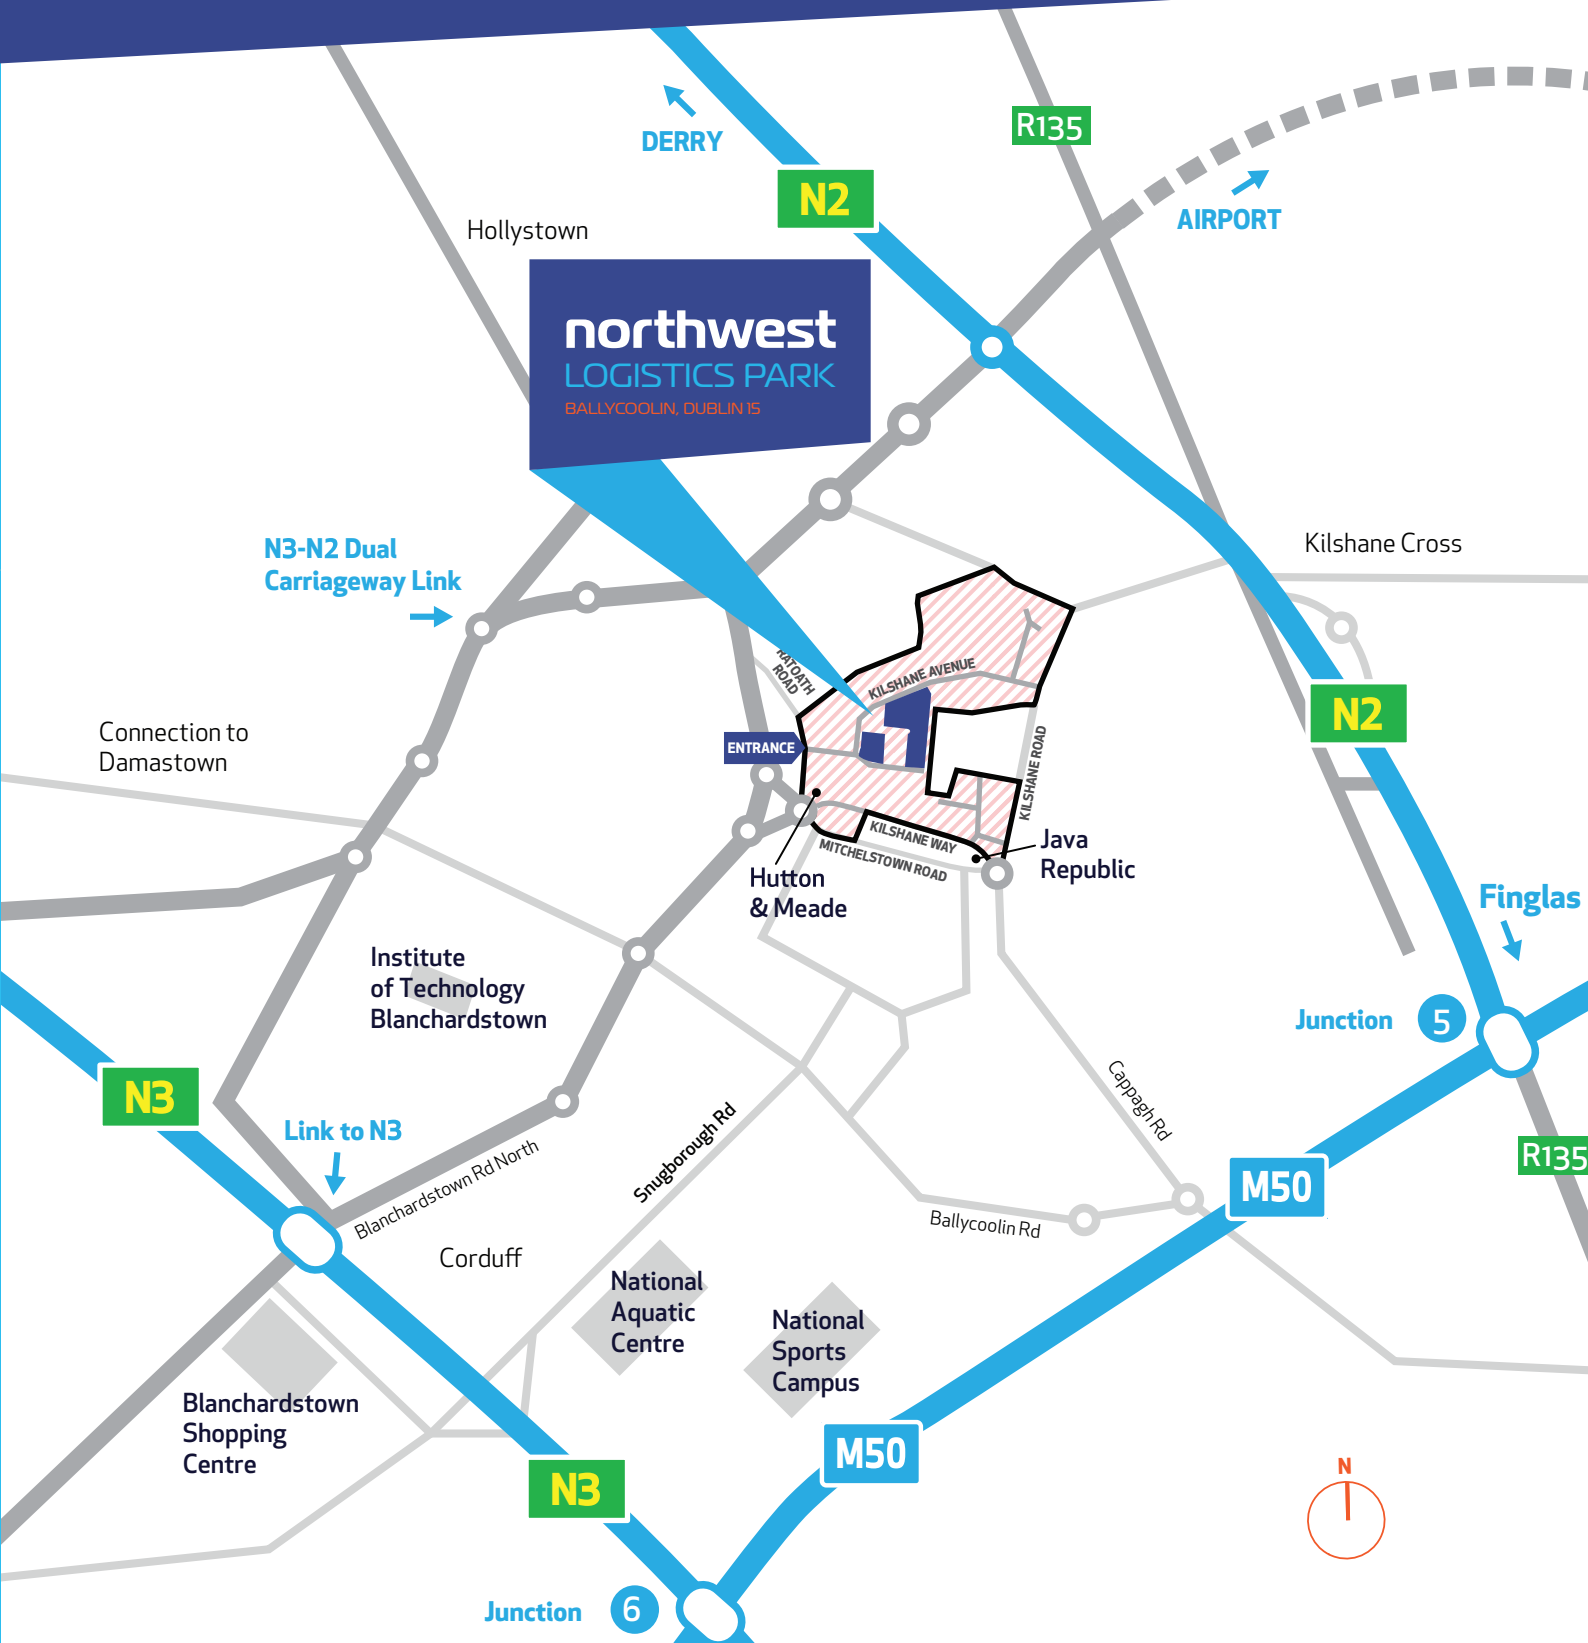 R135
DERRY
N2
AIRPORT
Hollystown
northwest
LOGISTICS PARK
BALLYCOOLIN, DUBLIN 15
N3-N2 Dual
Carriageway Link
Kilshane Cross
RATOATH
ROAD
KILSHANE AVENUE
N2
Connection to
Damastown
ENTRANCE
KILSHANE ROAD
KILSHANE WAY
MITCHELSTOWN ROAD
Java
Republic
Hutton
& Meade
Finglas
Institute
of Technology
Blanchardstown
Junction 5
N3
Link to N3
Cappagh Rd
Snugborough Rd
Blanchardstown Rd North
R135
M50
Ballycoolin Rd
Corduff
National
Aquatic
Centre
National
Sports
Campus
Blanchardstown
Shopping
Centre
M50
N3
N
Junction 6